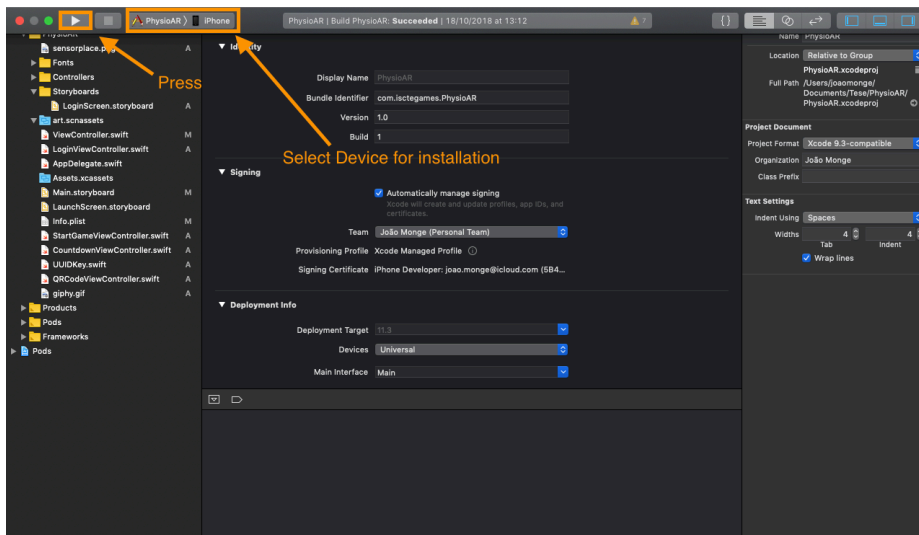 PhysioAR
iPhone
PhysioAR | Build PhysioAR: Succeeded | 18/10/2018 at 13:12
{}
A
Fonts
Controllers
Storyboards
LoginScreen.storyboard A
art.scnassets
ViewController.swift M
LoginViewController.swift A
AppDelegate.swift
Assets.xcassets
Main.storyboard M
LaunchScreen.storyboard
Info.plist M
StartGameViewController.swift A
CountdownViewController.swift A
UUIDKey.swift A
QRCodeViewController.swift A
giphy.gif A
Products
Pods
Frameworks
Pods
Press
Select Device for installation
Display Name PhysioAR
Bundle Identifier com.isctegames.PhysioAR
Version 1.0
Build 1
Signing
Automatically manage signing
Xcode will create and update profiles, app IDs, and
certificates.
Team João Monge (Personal Team)
Provisioning Profile Xcode Managed Profile
Signing Certificate iPhone Developer: joao.monge@icloud.com (5B4...
Deployment Info
Deployment Target 11.3
Devices Universal
Main Interface Main
Name PhysioAR
Location Relative to Group
PhysioAR.xcodeproj
Full Path /Users/joaomonge/
Documents/Tese/PhysioAR/
PhysioAR.xcodeproj
Project Document
Project Format Xcode 9.3-compatible
Organization João Monge
Class Prefix
Text Settings
Indent Using Spaces
Widths 4 4
Tab Indent
Wrap lines